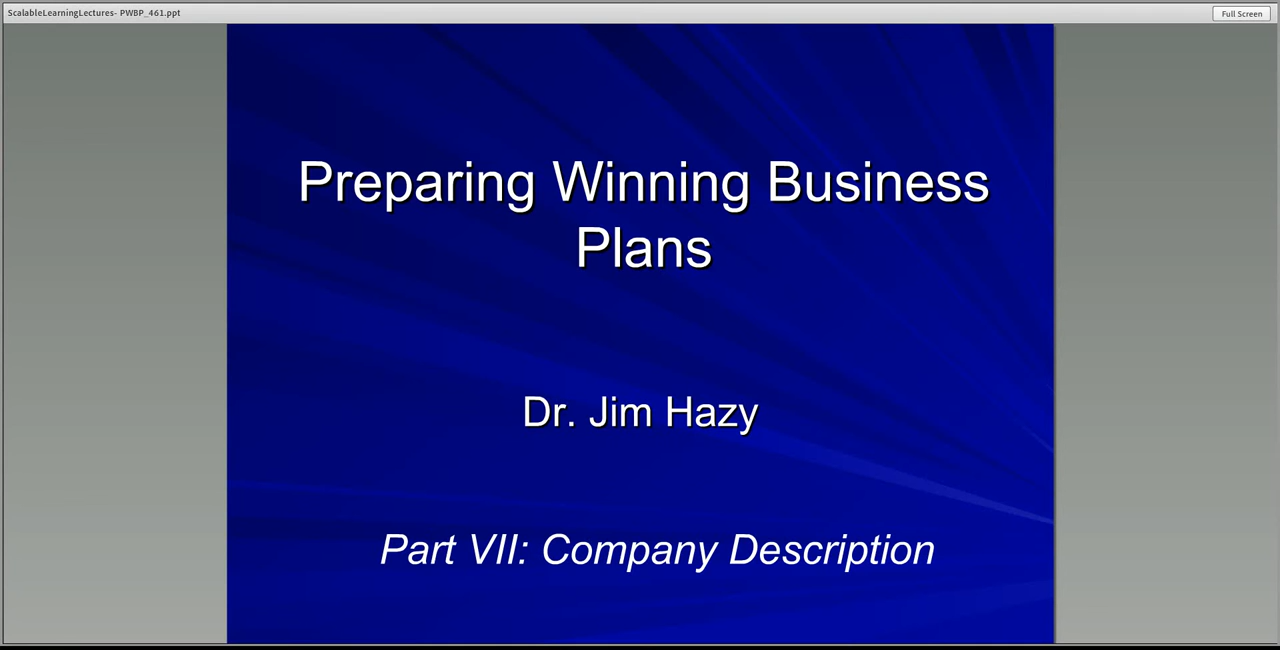 ScalableLearningLectures- PWBP_461.ppt
Full Screen
Preparing Winning Business
Plans
Dr. Jim Hazy
Part VII: Company Description